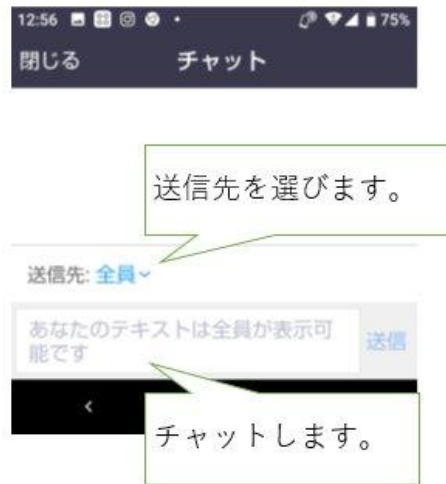 12:56 75%
閉じる チャット
送信先を選びます。
送信先: 全員
あなたのテキストは全員が表示可
能です
送信
チャットします。